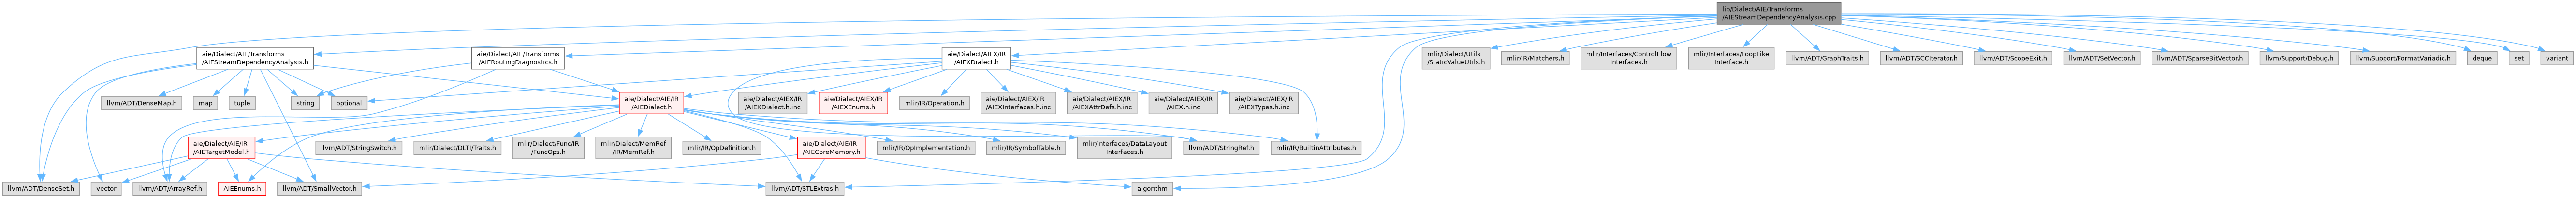 lib/Dialect/AIE/Transforms
/AIEStreamDependencyAnalysis.cpp
aie/Dialect/AIE/Transforms
/AIEStreamDependencyAnalysis.h
aie/Dialect/AIE/Transforms
/AIERoutingDiagnostics.h
aie/Dialect/AIEX/IR
/AIEXDialect.h
mlir/Dialect/Utils
/StaticValueUtils.h
mlir/IR/Matchers.h
mlir/Interfaces/ControlFlow
Interfaces.h
mlir/Interfaces/LoopLike
Interface.h
llvm/ADT/GraphTraits.h
llvm/ADT/SCCIterator.h
llvm/ADT/ScopeExit.h
llvm/ADT/SetVector.h
llvm/ADT/SparseBitVector.h
llvm/Support/Debug.h
llvm/Support/FormatVariadic.h
deque
set
variant
llvm/ADT/DenseMap.h
map
tuple
string
optional
aie/Dialect/AIE/IR
/AIEDialect.h
aie/Dialect/AIEX/IR
/AIEXDialect.h.inc
aie/Dialect/AIEX/IR
/AIEXEnums.h
mlir/IR/Operation.h
aie/Dialect/AIEX/IR
/AIEXInterfaces.h.inc
aie/Dialect/AIEX/IR
/AIEXAttrDefs.h.inc
aie/Dialect/AIEX/IR
/AIEX.h.inc
aie/Dialect/AIEX/IR
/AIEXTypes.h.inc
aie/Dialect/AIE/IR
/AIETargetModel.h
llvm/ADT/StringSwitch.h
mlir/Dialect/DLTI/Traits.h
mlir/Dialect/Func/IR
/FuncOps.h
mlir/Dialect/MemRef
/IR/MemRef.h
mlir/IR/OpDefinition.h
aie/Dialect/AIE/IR
/AIECoreMemory.h
mlir/IR/OpImplementation.h
mlir/IR/SymbolTable.h
mlir/Interfaces/DataLayout
Interfaces.h
llvm/ADT/StringRef.h
mlir/IR/BuiltinAttributes.h
llvm/ADT/DenseSet.h
vector
llvm/ADT/ArrayRef.h
AIEEnums.h
llvm/ADT/SmallVector.h
llvm/ADT/STLExtras.h
algorithm